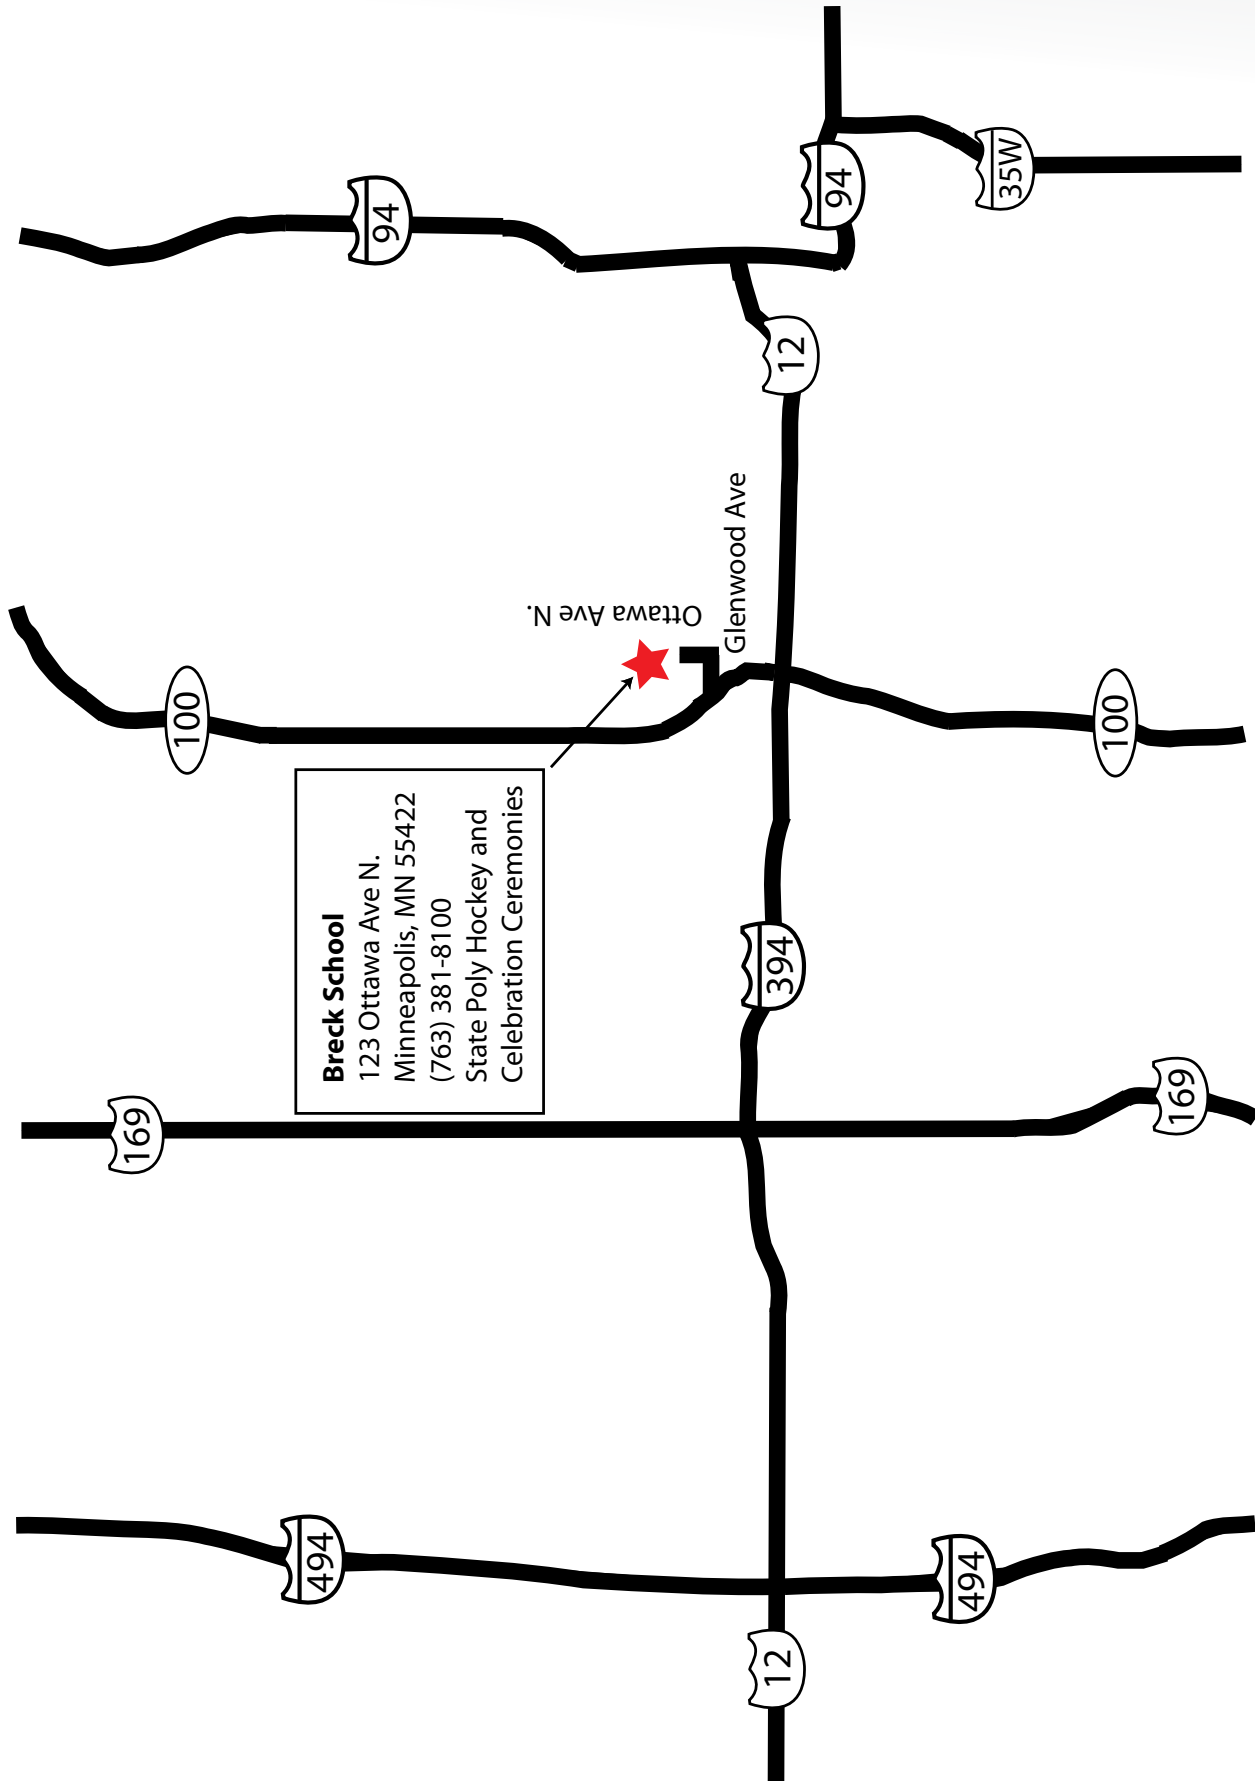 94
94
35W
12
Ottawa Ave N.
Glenwood Ave
100
100
Breck School
123 Ottawa Ave N.
Minneapolis, MN 55422
(763) 381-8100
State Poly Hockey and
Celebration Ceremonies
394
169
169
494
494
12